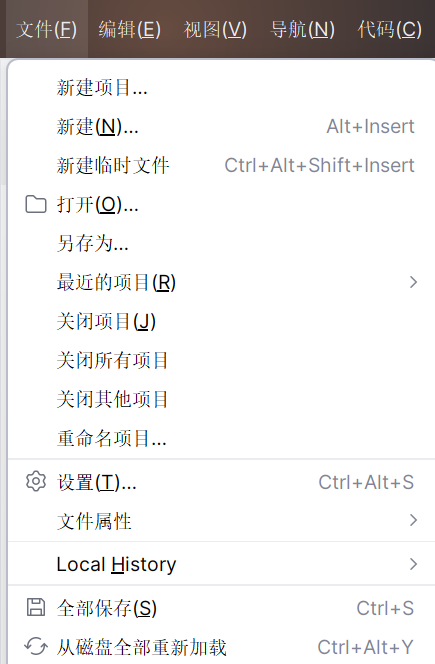 文件(F) 编辑(E) 视图(V) 导航(N) 代码(C)
新建项目...
新建(N)... Alt+Insert
新建临时文件 Ctrl+Alt+Shift+Insert
打开(O)...
另存为...
最近的项目(R)
关闭项目(J)
关闭所有项目
关闭其他项目
重命名项目...
设置(T)... Ctrl+Alt+S
文件属性
Local History
全部保存(S) Ctrl+S
从磁盘全部重新加载 Ctrl+Alt+Y